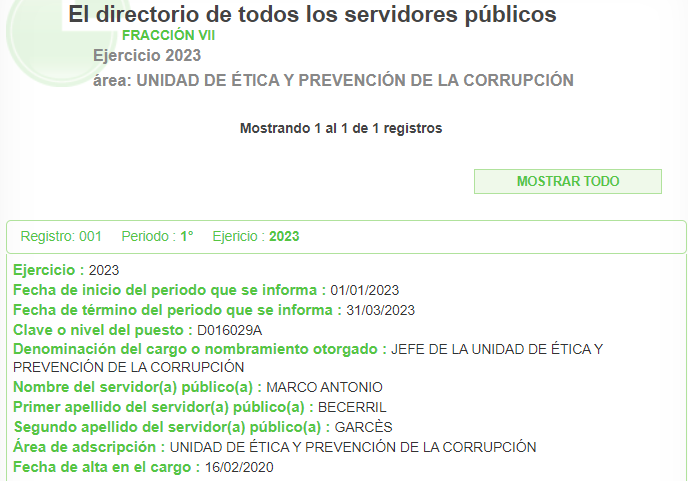 El directorio de todos los servidores públicos
FRACCIÓN VII
Ejercicio 2023
área: UNIDAD DE ÉTICA Y PREVENCIÓN DE LA CORRUPCIÓN
Mostrando 1 al 1 de 1 registros
MOSTRAR TODO
Registro: 001 Periodo : 1° Ejericio : 2023
Ejercicio : 2023
Fecha de inicio del periodo que se informa : 01/01/2023
Fecha de término del periodo que se informa : 31/03/2023
Clave o nivel del puesto : D016029A
Denominación del cargo o nombramiento otorgado : JEFE DE LA UNIDAD DE ÉTICA Y
PREVENCIÓN DE LA CORRUPCIÓN
Nombre del servidor(a) público(a) : MARCO ANTONIO
Primer apellido del servidor(a) público(a) : BECERRIL
Segundo apellido del servidor(a) público(a) : GARCÈS
Área de adscripción : UNIDAD DE ÉTICA Y PREVENCIÓN DE LA CORRUPCIÓN
Fecha de alta en el cargo : 16/02/2020